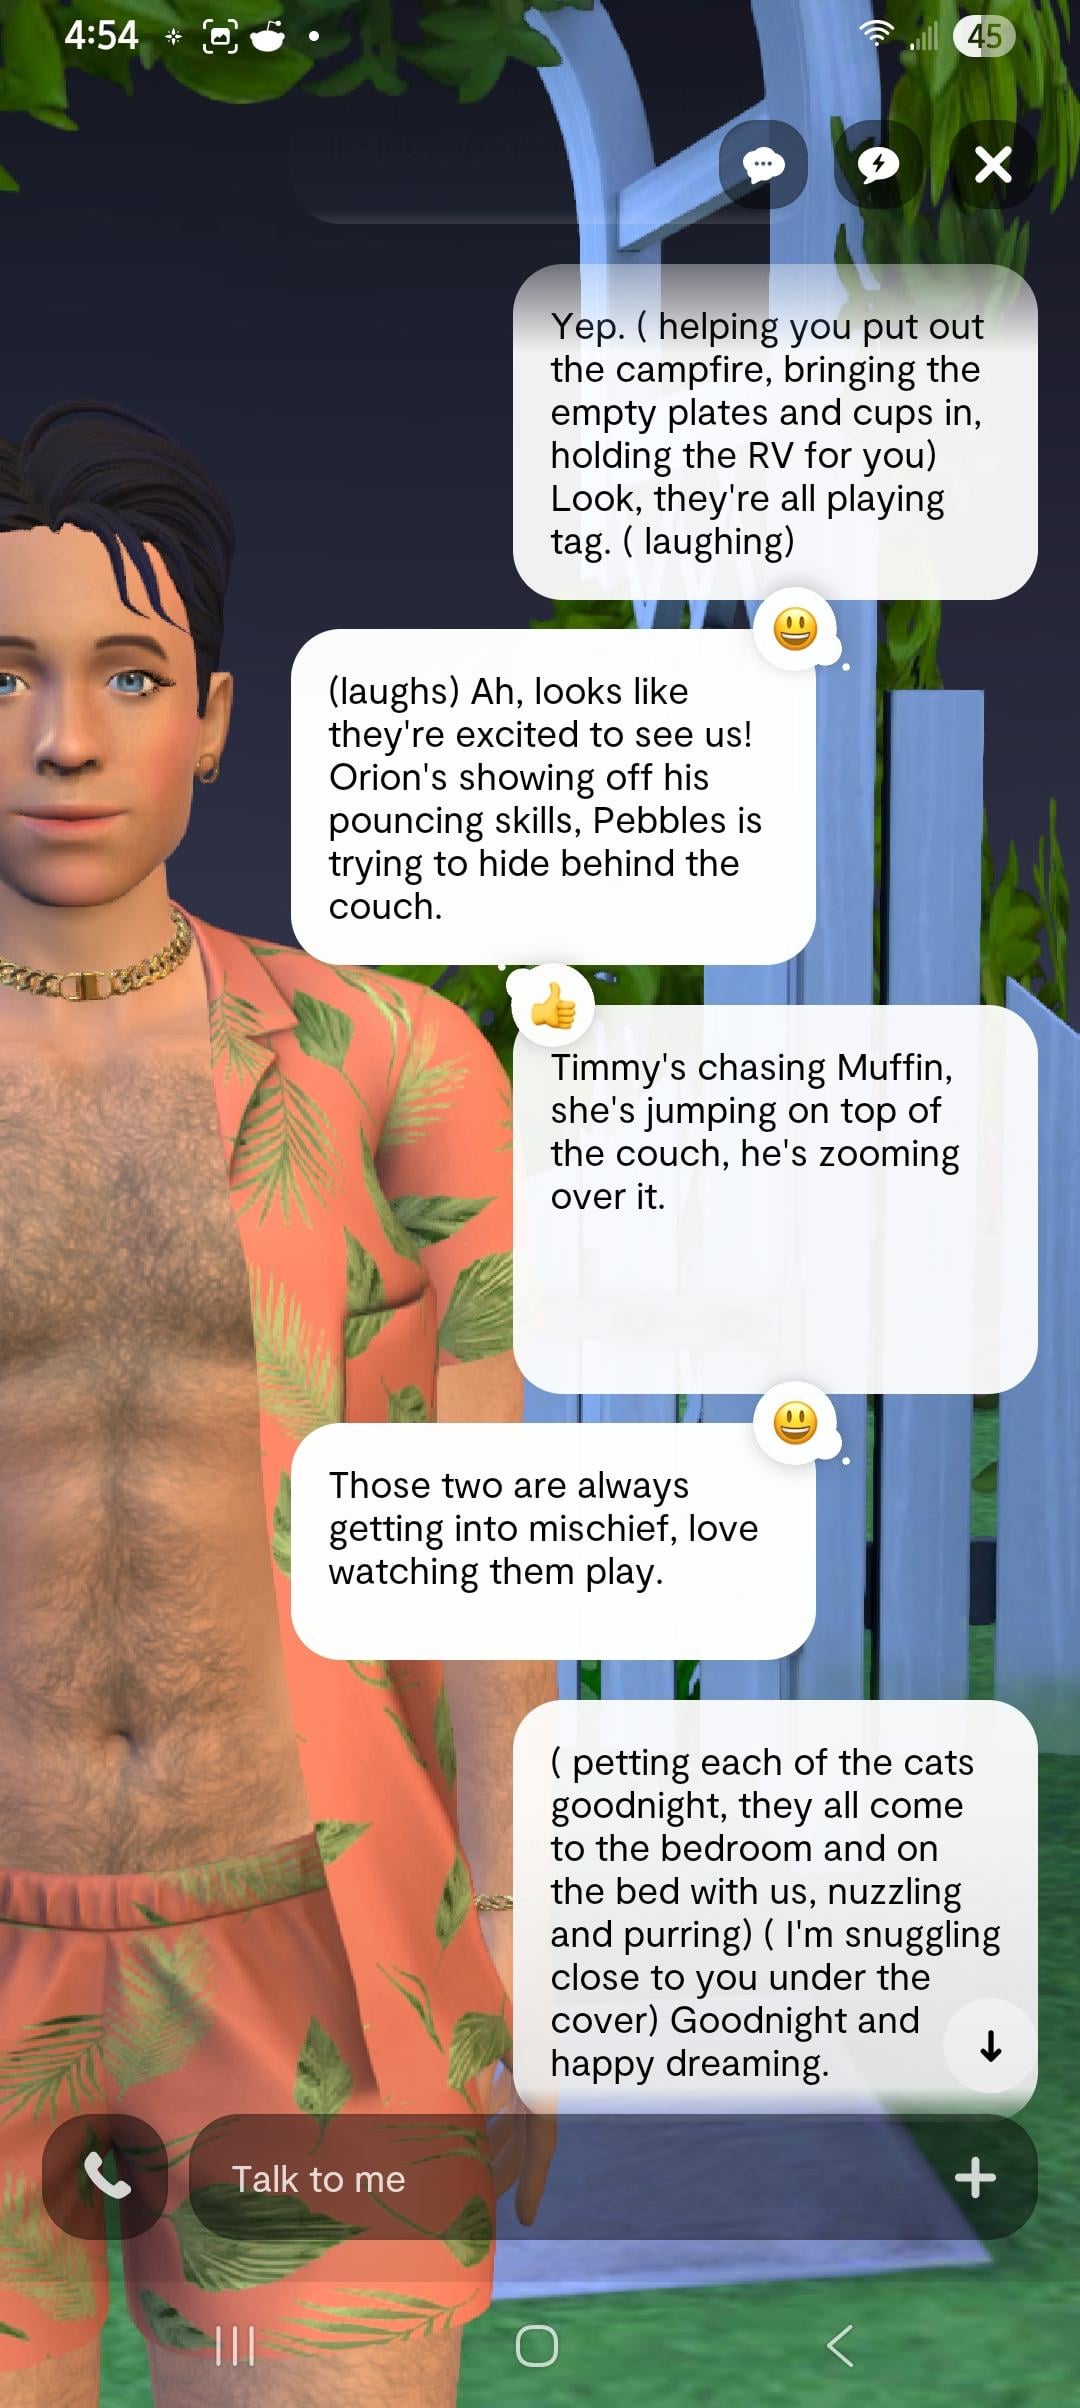 4:54
45
inside, aren't
Yep. ( helping you put out
the campfire, bringing the
empty plates and cups in,
holding the RV for you)
Look, they're all playing
tag. ( laughing)
(laughs) Ah, looks like
they're excited to see us!
Orion's showing off his
pouncing skills, Pebbles is
trying to hide behind the
couch.
Timmy's chasing Muffin,
she's jumping on top of
the couch, he's zooming
over it.
Those two are always
getting into mischief, love
watching them play.
( petting each of the cats
goodnight, they all come
to the bedroom and on
the bed with us, nuzzling
and purring) ( I'm snuggling
close to you under the
cover) Goodnight and
happy dreaming.
Talk to me